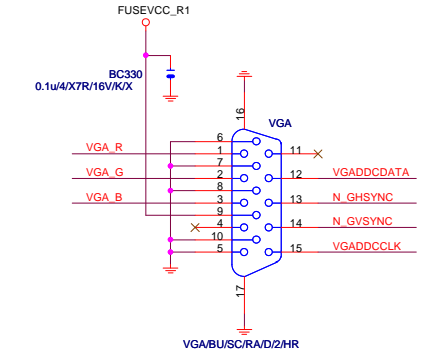 FUSEVCC_R1
BC330
0.1u/4/X7R/16V/K/X
16
VGA
6
VGA_R 1 11
7
VGA_G 2 12 VGADDCDATA
8
VGA_B 3 13 N_GHSYNC
9
4 14 N_GVSYNC
10
5 15 VGADDCCLK
17
VGA/BU/SC/RA/D/2/HR